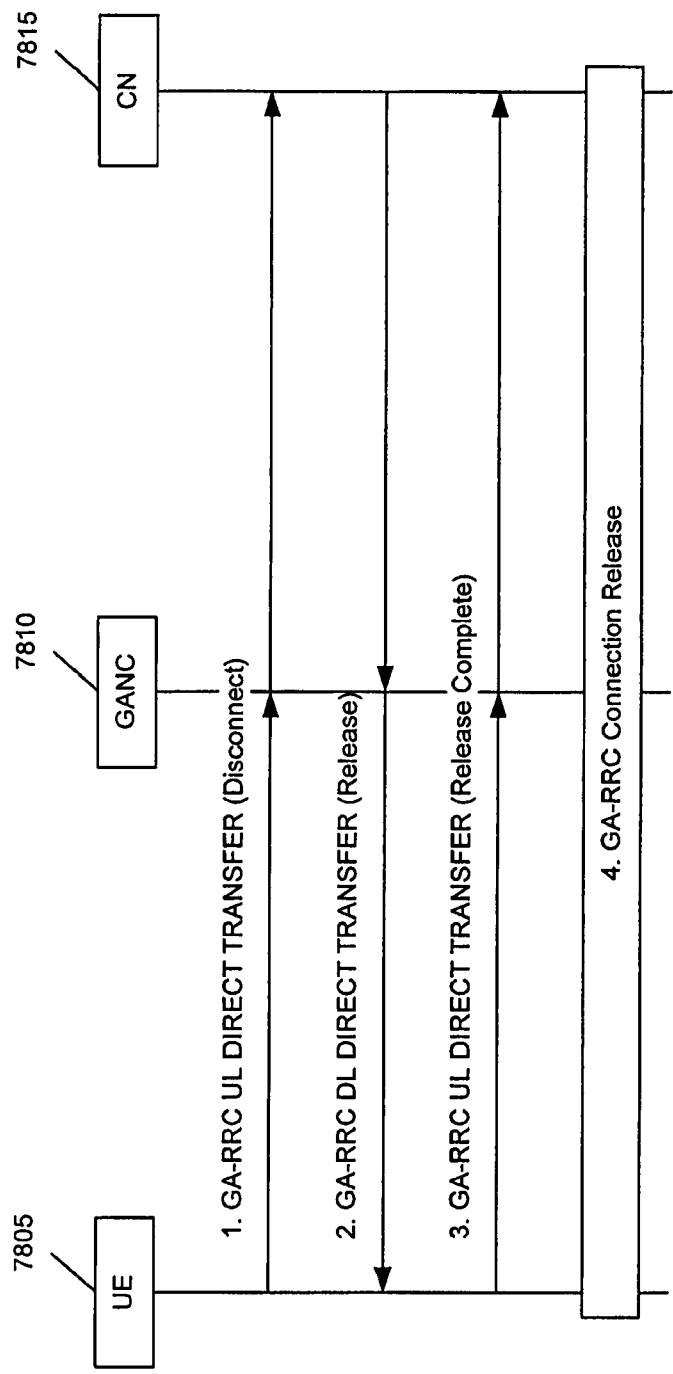 7805
UE
7810
GANC
7815
CN
1. GA-RRC UL DIRECT TRANSFER (Disconnect)
2. GA-RRC DL DIRECT TRANSFER (Release)
3. GA-RRC UL DIRECT TRANSFER (Release Complete)
4. GA-RRC Connection Release